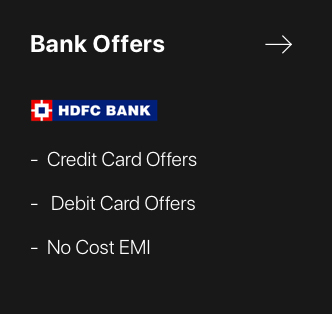 Bank Offers
HDFC BANK
- Credit Card Offers
- Debit Card Offers
- No Cost EMI